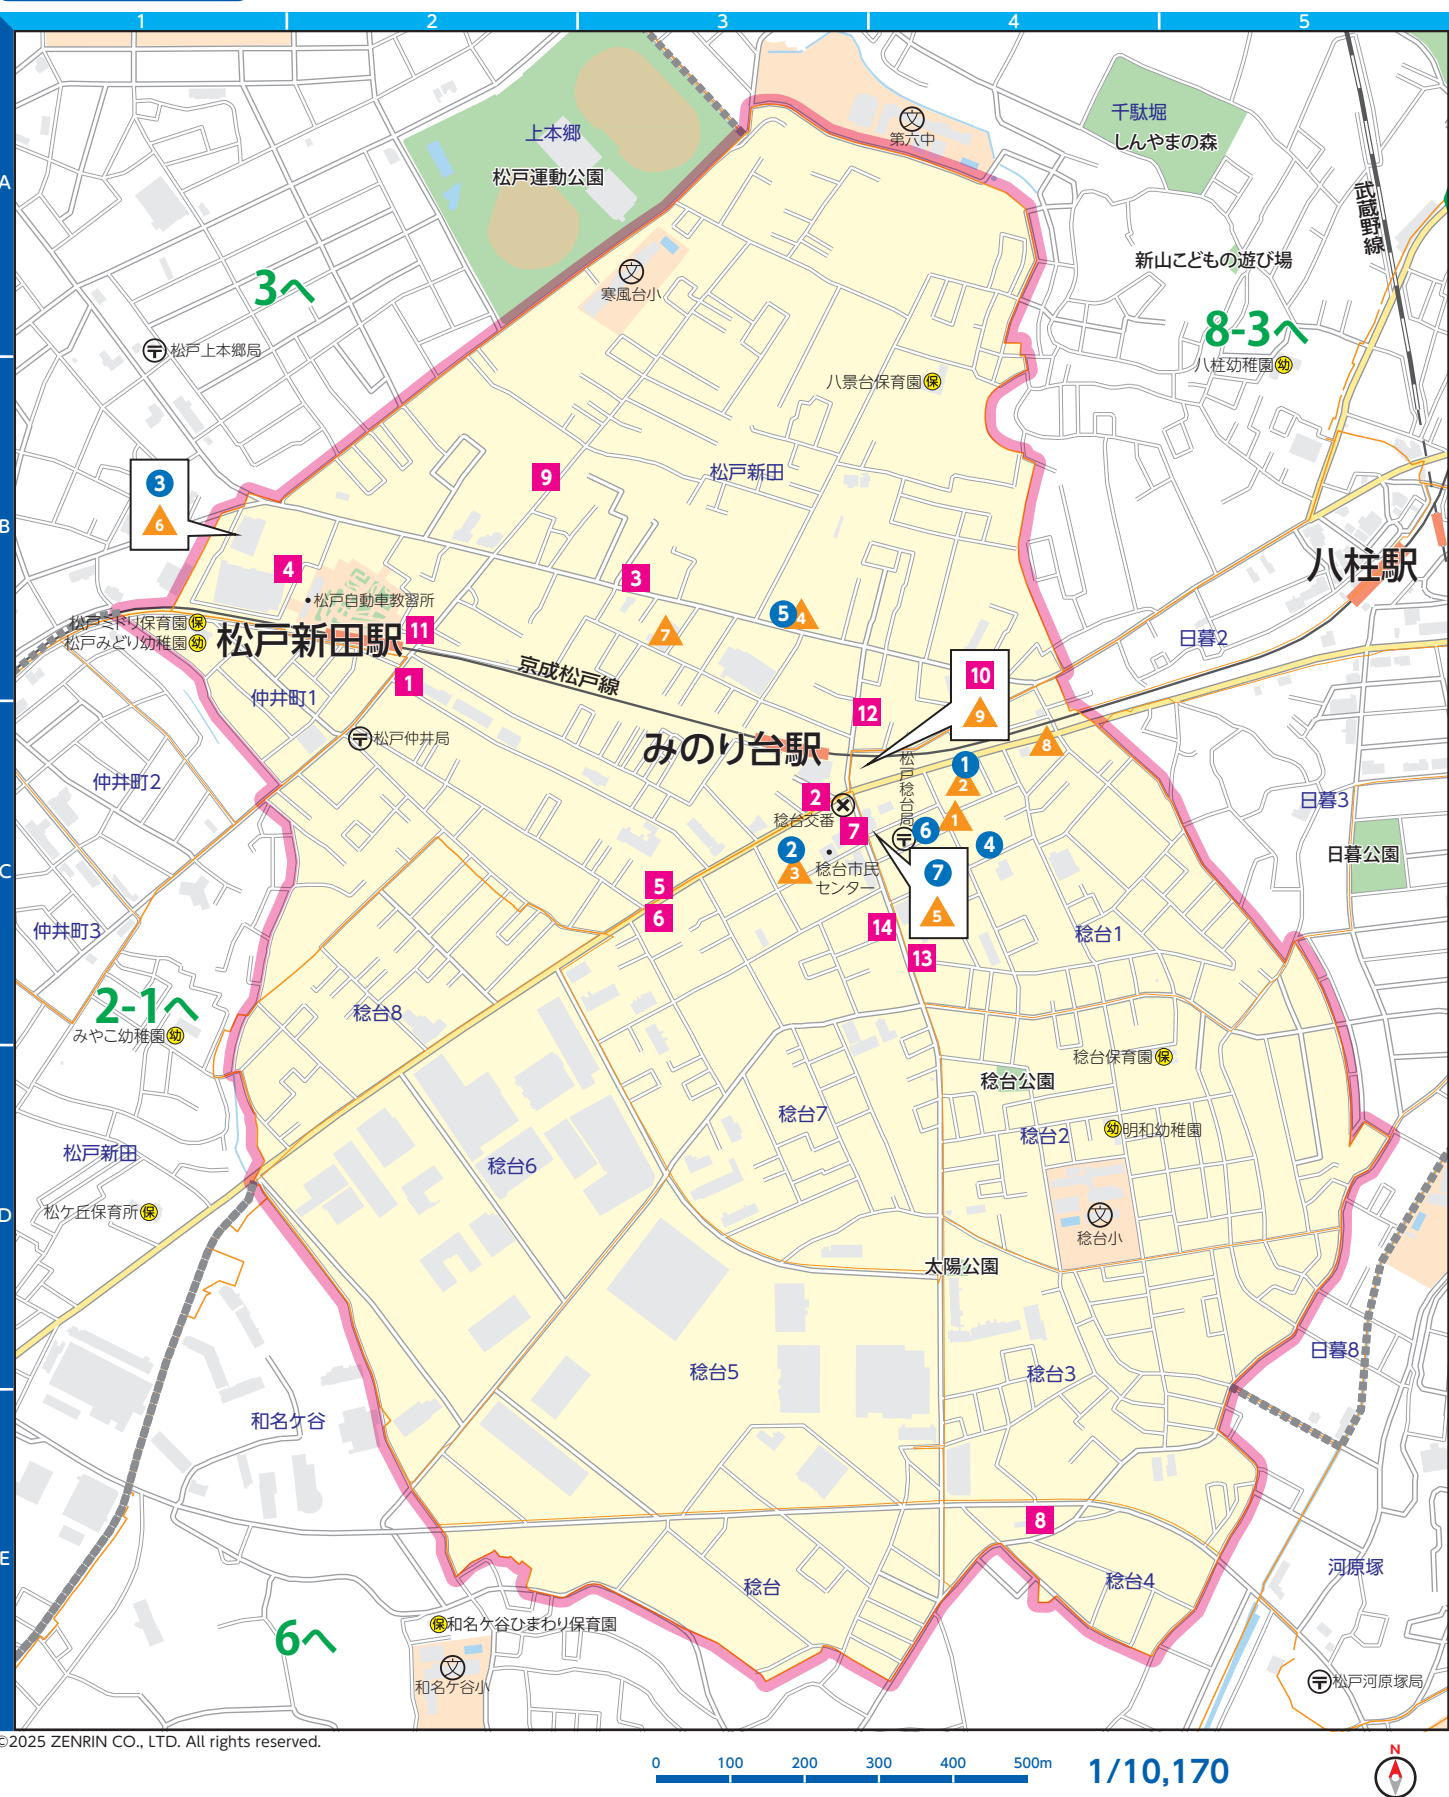 1 2 3 4 5
A
B
C
D
E
上本郷
松戸運動公園
第六中
千駄堀
しんやまの森
武蔵野線
新山こどもの遊び場
寒風台小
3へ
8-3へ
松戸上本郷局
八柱幼稚園 幼
八景台保育園 保
松戸新田
9
3
6
4
3
八柱駅
松戸自動車教習所
5
4
松戸ミドリ保育園 保
松戸みどり幼稚園 幼
松戸新田駅
11
7
日暮2
京成松戸線
10
9
1
仲井町1
12
松戸仲井局
みのり台駅
8
松戸稔台局
1
2
仲井町2
2
稔台交番
日暮3
1
7
6
4
2
3
稔台市民
センター
日暮公園
7
5
5
6
14
13
仲井町3
稔台1
2-1へ
みやこ幼稚園 幼
稔台8
稔台保育園 保
稔台公園
稔台7
稔台2
幼 明和幼稚園
松戸新田
稔台6
松ケ丘保育所 保
稔台小
太陽公園
日暮8
稔台5
稔台3
和名ケ谷
8
稔台
稔台4
河原塚
6へ
保 和名ケ谷ひまわり保育園
和名ケ谷小
松戸河原塚局
©2025 ZENRIN CO., LTD. All rights reserved.
0 100 200 300 400 500m
1/10,170
N